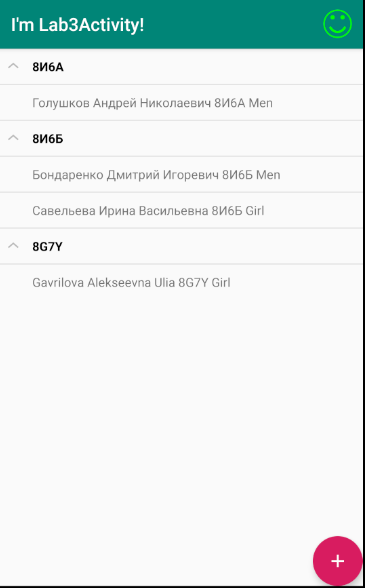 I'm Lab3Activity!
8И6А
Голушков Андрей Николаевич 8И6А Men
8И6Б
Бондаренко Дмитрий Игоревич 8И6Б Men
Савельева Ирина Васильевна 8И6Б Girl
8G7Y
Gavrilova Alekseevna Ulia 8G7Y Girl
+